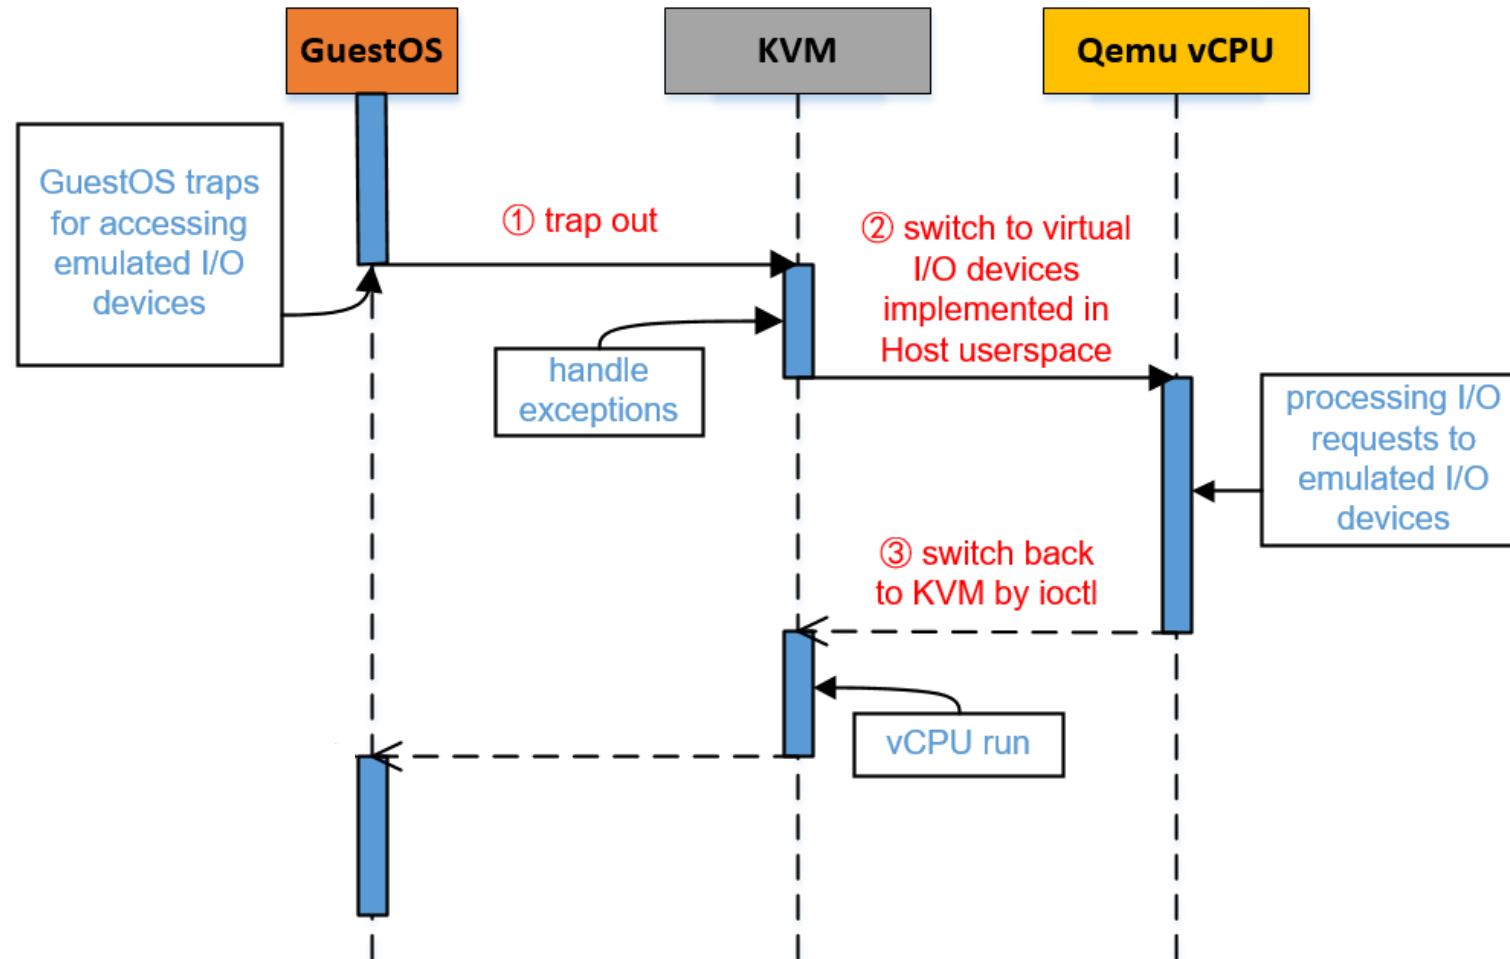 GuestOS
KVM
Qemu vCPU
GuestOS traps
for accessing
emulated I/O
devices
① trap out
② switch to virtual
I/O devices
implemented in
Host userspace
handle
exceptions
processing I/O
requests to
emulated I/O
devices
③ switch back
to KVM by ioctl
vCPU run